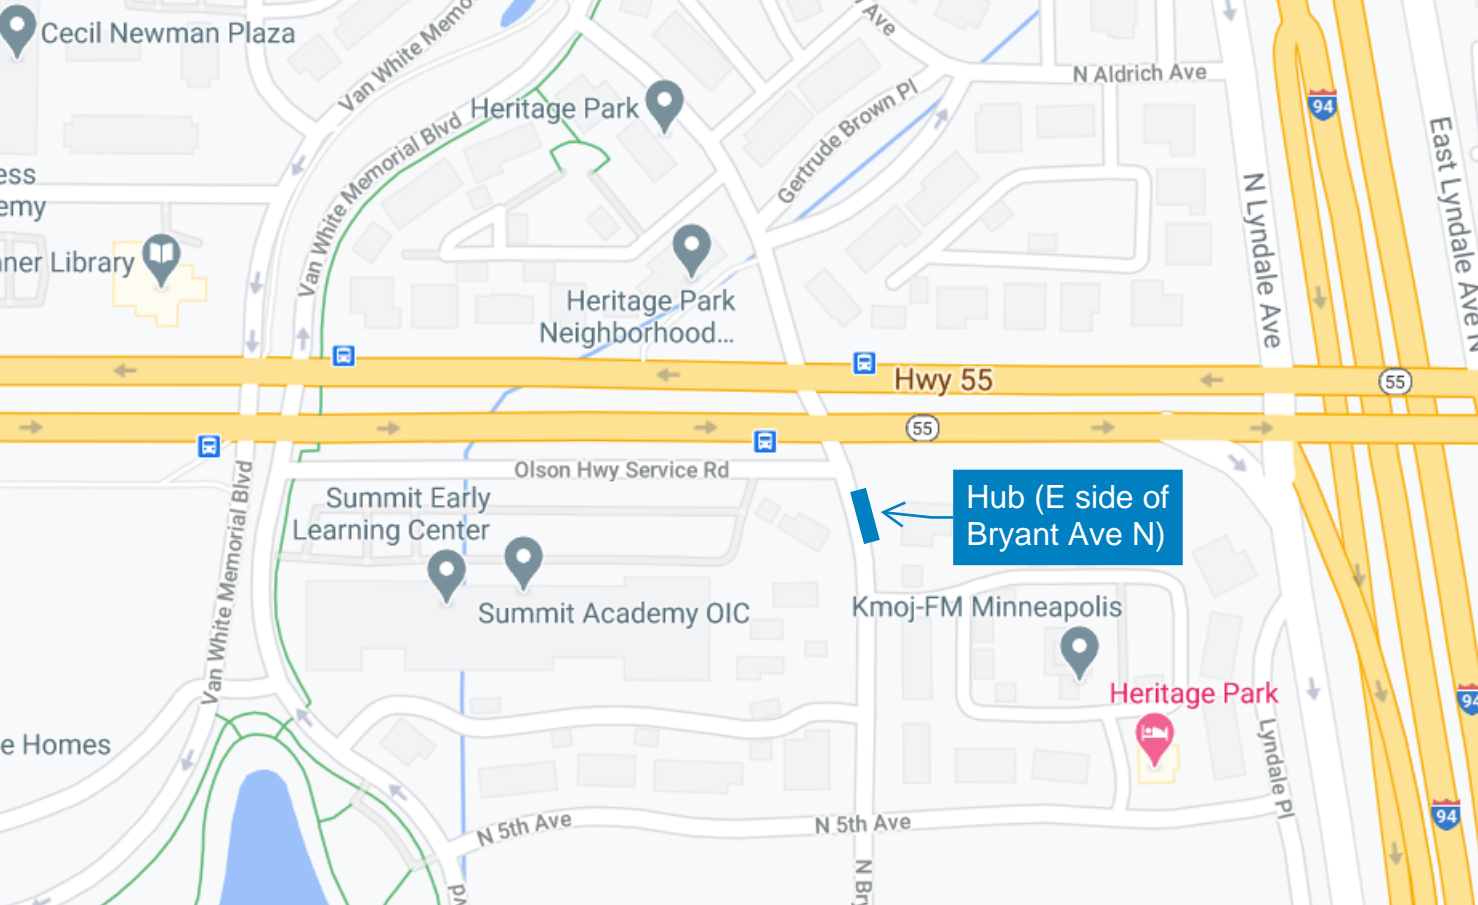 Ave
Cecil Newman Plaza
Van White Memo
N Aldrich Ave
94
Heritage Park
Gertrude Brown Pl
Van White Memorial Blvd
East Lyndale Ave N
ess
emy
N Lyndale Ave
ner Library
Heritage Park
Neighborhood...
Hwy 55
55
55
Olson Hwy Service Rd
Summit Early
Learning Center
Hub (E side of
Bryant Ave N)
Van White Memorial Blvd
Summit Academy OIC
Kmoj-FM Minneapolis
Heritage Park
94
e Homes
Lyndale Pl
N 5th Ave
N 5th Ave
94
N Bry
vd